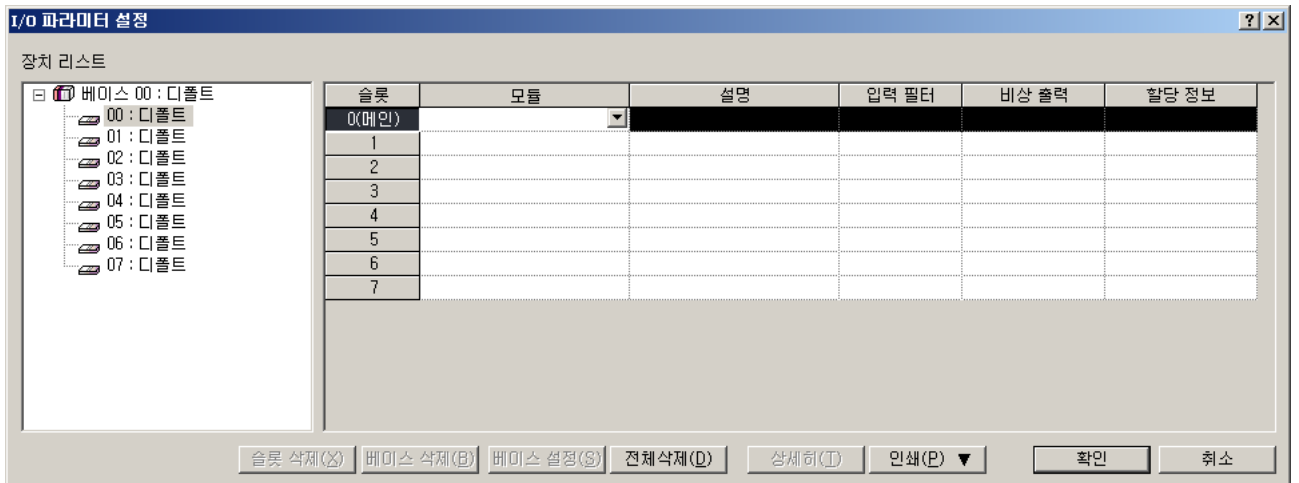 I/O 파라미터 설정
장치 리스트
베이스 00 : 디폴트
00 : 디폴트
01 : 디폴트
02 : 디폴트
03 : 디폴트
04 : 디폴트
05 : 디폴트
06 : 디폴트
07 : 디폴트
슬롯 모듈 설명 입력 필터 비상 출력 할당 정보
0(메인)
1
2
3
4
5
6
7
슬롯 삭제(X) 베이스 삭제(B) 베이스 설정(S) 전체삭제(D) 상세히(T) 인쇄(P) ▼ 확인 취소